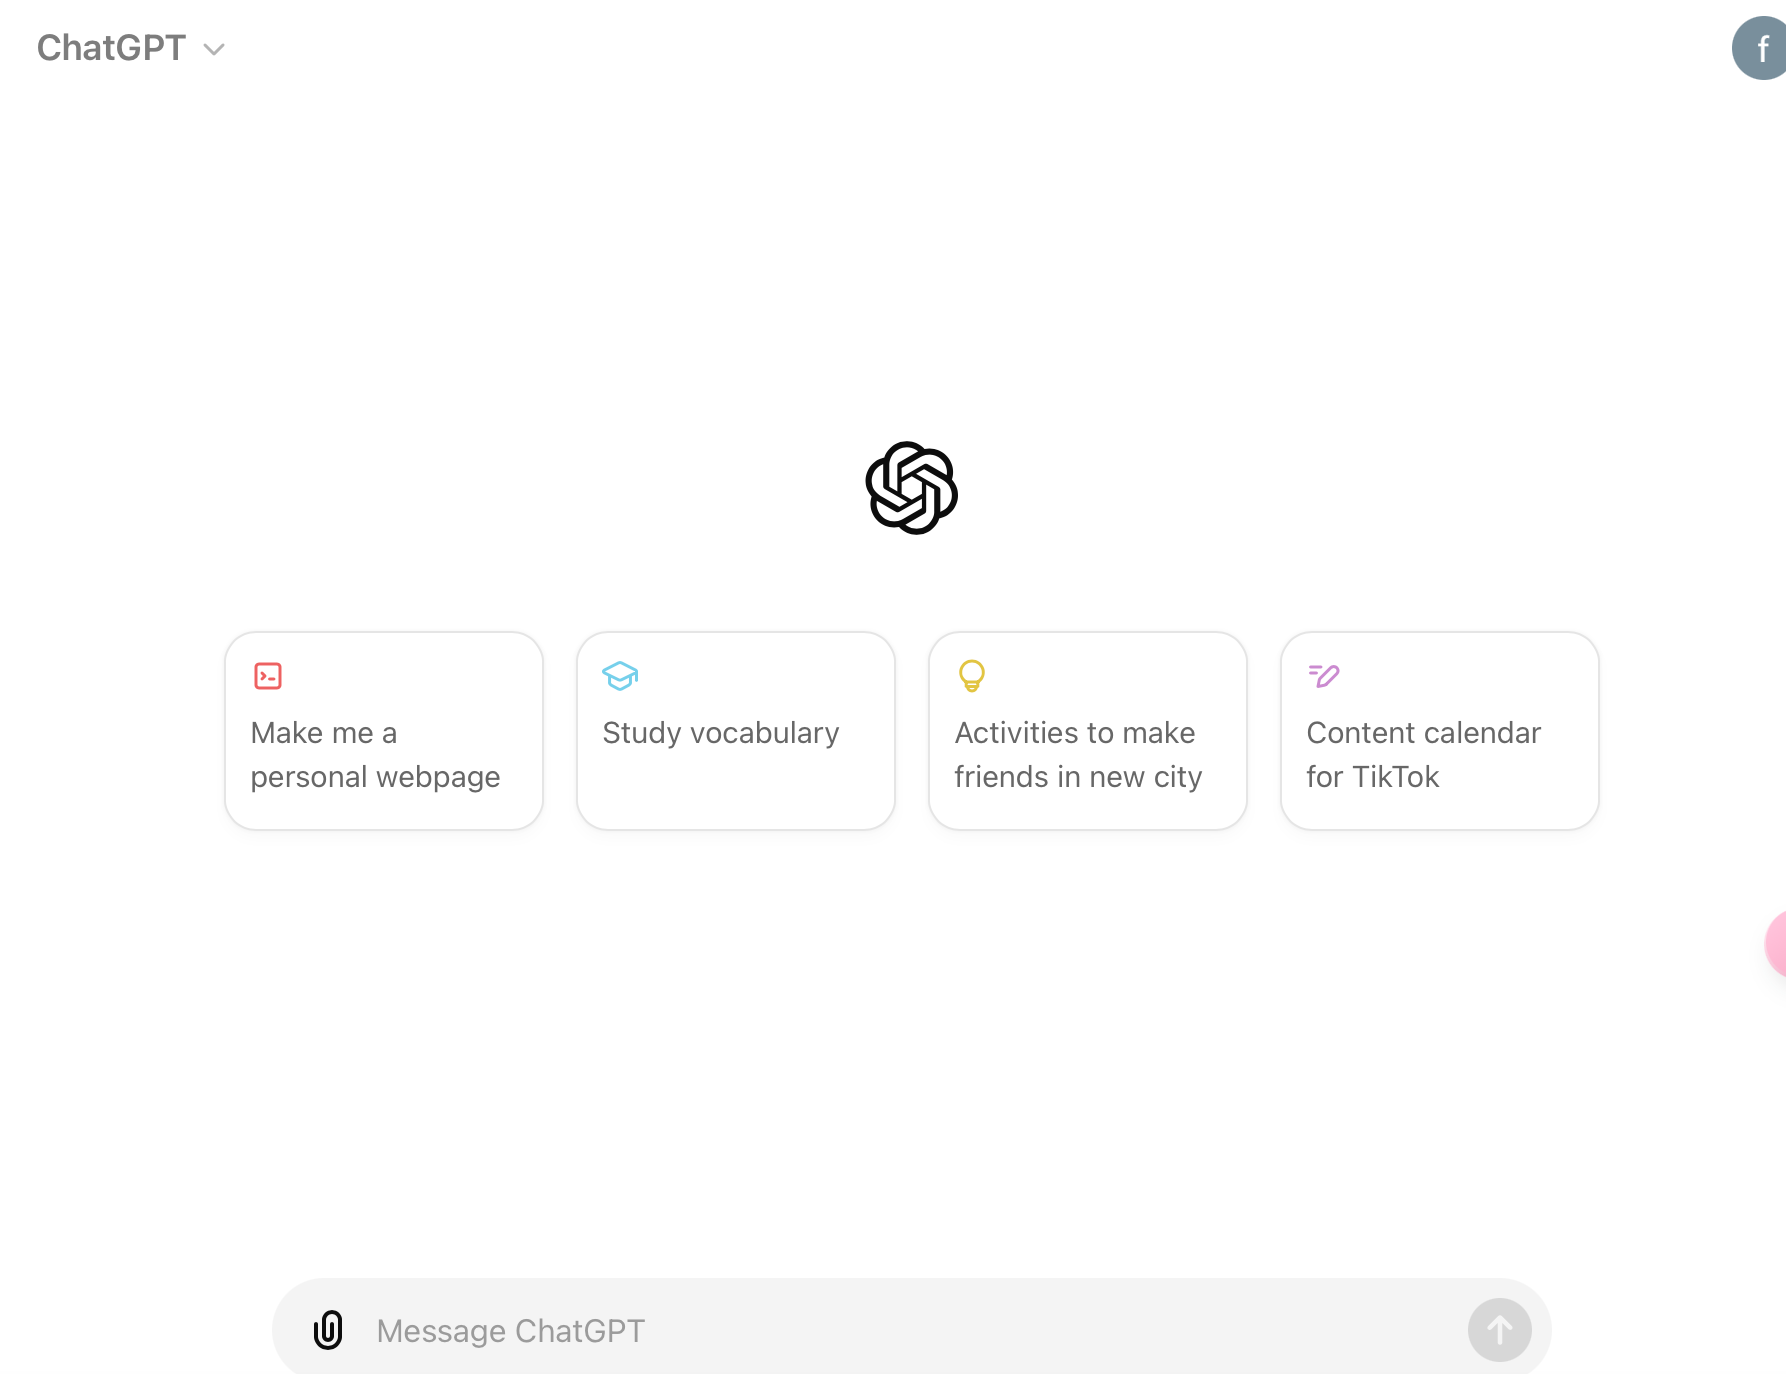 ChatGPT
f
Make me a
personal webpage
Study vocabulary
Activities to make
friends in new city
Content calendar
for TikTok
Message ChatGPT